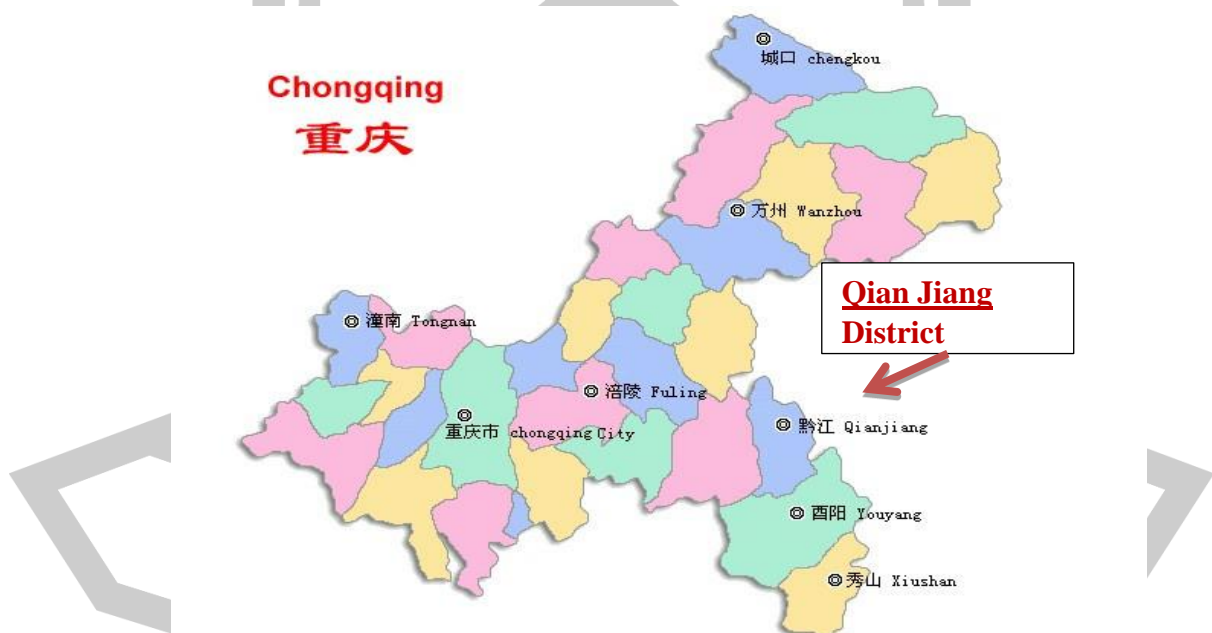 Chongqing
重庆
城口 chengkou
万州 Wanzhou
Qian Jiang
District
潼南 Tongnan
涪陵 Fuling
重庆市 chongqing City
黔江 Qianjiang
酉阳 Youyang
秀山 Xiushan